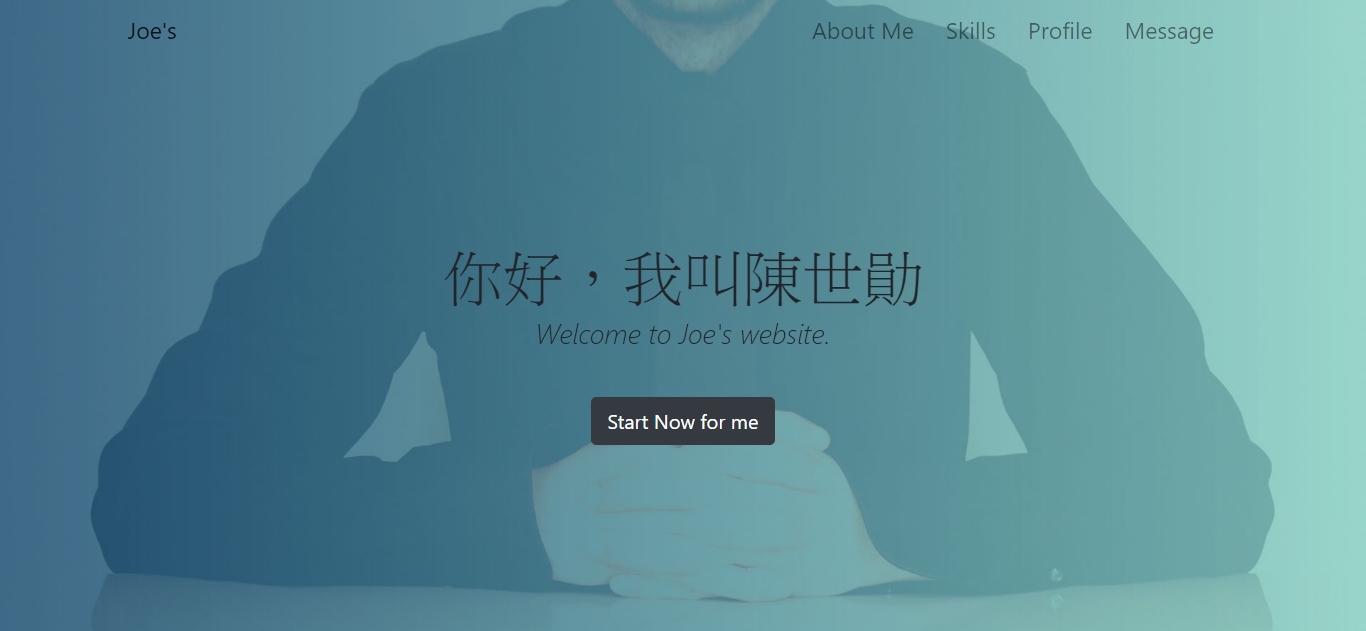 Joe's
About Me Skills Profile Message
你好，我叫陳世勛
Welcome to Joe's website.
Start Now for me